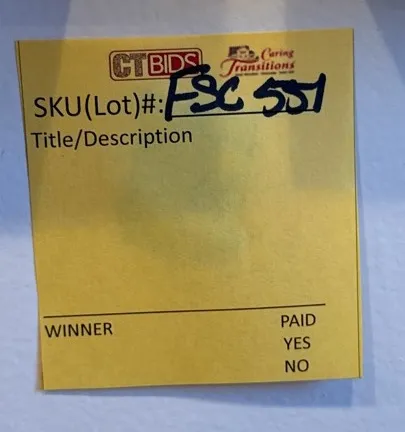 CTBIDS
Caring
Transitions
SKU(Lot)#: FSC 551
Title/Description
WINNER
PAID
YES
NO